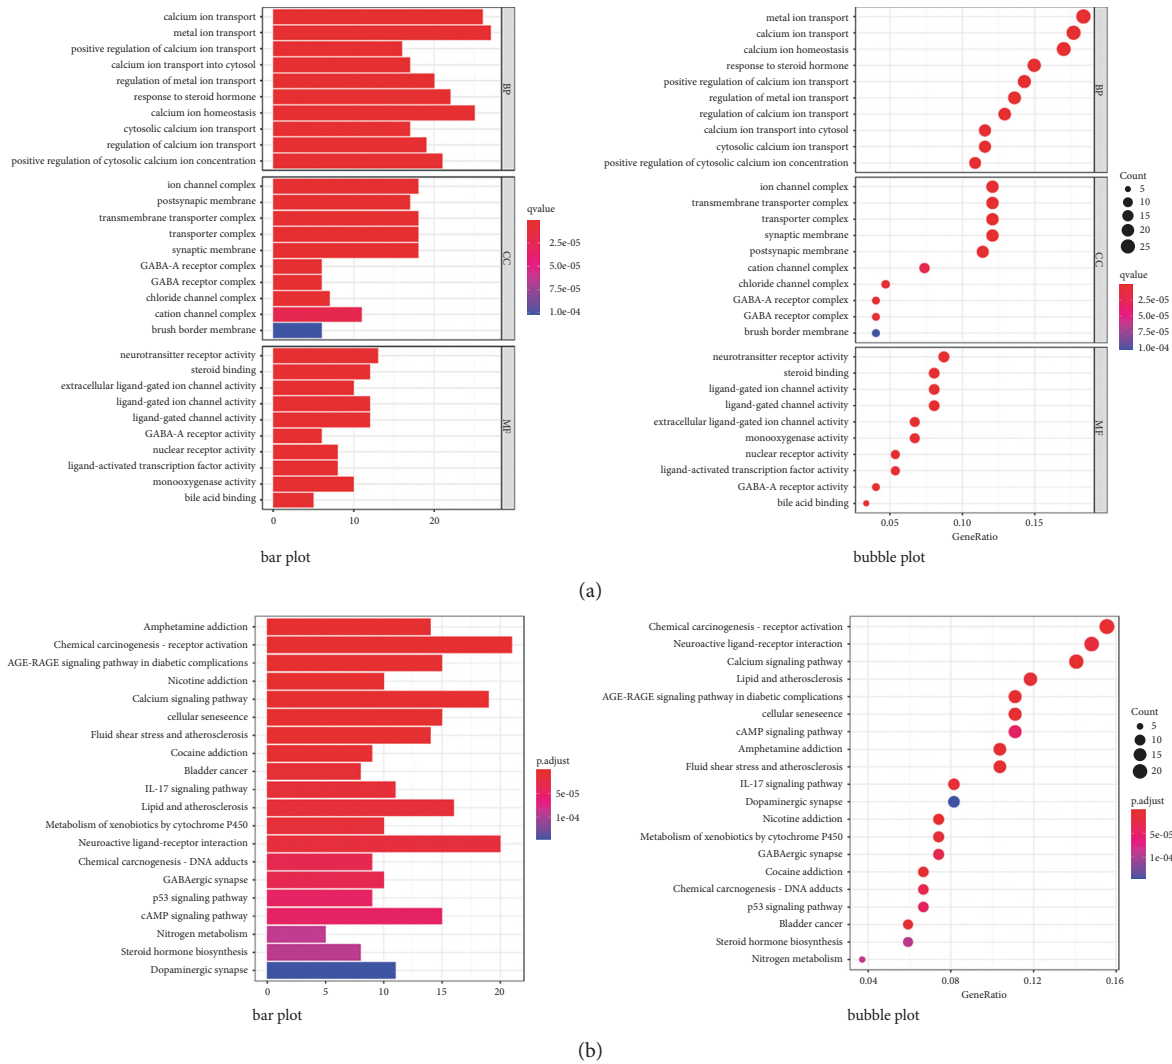 calcium ion transport
metal ion transport
positive regulation of calcium ion transport
calcium ion transport into cytosol
regulation of metal ion transport
response to steroid hormone
calcium ion homeostasis
cytosolic calcium ion transport
regulation of calcium ion transport
positive regulation of cytosolic calcium ion concentration
BP
ion channel complex
postsynapic membrane
transmembrane transporter complex
transporter complex
synaptic membrane
GABA-A receptor complex
GABA receptor complex
chloride channel complex
cation channel complex
brush border membrane
CC
neurotransitter receptor activity
steroid binding
extracellular ligand-gated ion channel activity
ligand-gated ion channel activity
ligand-gated channel activity
GABA-A receptor activity
nuclear receptor activity
ligand-activated transcription factor activity
monooxygenase activity
bile acid binding
MF
0 10 20
qvalue
2.5e-05
5.0e-05
7.5e-05
1.0e-04
bar plot
metal ion transport
calcium ion transport
calcium ion homeostasis
response to steroid hormone
positive regulation of calcium ion transport
regulation of metal ion transport
regulation of calcium ion transport
calcium ion transport into cytosol
cytosolic calcium ion transport
positive regulation of cytosolic calcium ion concentration
BP
ion channel complex
transmembrane transporter complex
transporter complex
synaptic membrane
postsynapic membrane
cation channel complex
chloride channel complex
GABA-A receptor complex
GABA receptor complex
brush border membrane
CC
neurotransitter receptor activity
steroid binding
ligand-gated ion channel activity
ligand-gated channel activity
extracellular ligand-gated ion channel activity
monooxygenase activity
nuclear receptor activity
ligand-activated transcription factor activity
GABA-A receptor activity
bile acid binding
MF
0.05 0.10 0.15
GeneRatio
Count
5
10
15
20
25
qvalue
2.5e-05
5.0e-05
7.5e-05
1.0e-04
bubble plot
(a)
Amphetamine addiction
Chemical carcinogenesis - receptor activation
AGE-RAGE signaling pathway in diabetic complications
Nicotine addiction
Calcium signaling pathway
cellular seneseence
Fluid shear stress and atherosclerosis
Cocaine addiction
Bladder cancer
IL-17 signaling pathway
Lipid and atherosclerosis
Metabolism of xenobiotics by cytochrome P450
Neuroactive ligand-receptor interaction
Chemical carcnogenesis - DNA adducts
GABAergic synapse
p53 signaling pathway
cAMP signaling pathway
Nitrogen metabolism
Steroid hormone biosynthesis
Dopaminergic synapse
0 5 10 15 20
p.adjust
5e-05
1e-04
bar plot
Chemical carcinogenesis - receptor activation
Neuroactive ligand-receptor interaction
Calcium signaling pathway
Lipid and atherosclerosis
AGE-RAGE signaling pathway in diabetic complications
cellular seneseence
cAMP signaling pathway
Amphetamine addiction
Fluid shear stress and atherosclerosis
IL-17 signaling pathway
Dopaminergic synapse
Nicotine addiction
Metabolism of xenobiotics by cytochrome P450
GABAergic synapse
Cocaine addiction
Chemical carcnogenesis - DNA adducts
p53 signaling pathway
Bladder cancer
Steroid hormone biosynthesis
Nitrogen metabolism
0.04 0.08 0.12 0.16
GeneRatio
Count
5
10
15
20
p.adjust
5e-05
1e-04
bubble plot
(b)